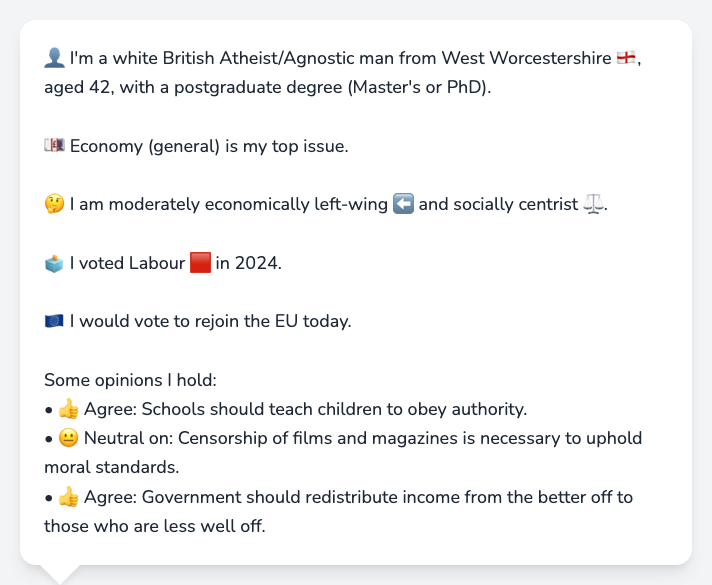 👤 I'm a white British Atheist/Agnostic man from West Worcestershire 🏴󠁧󠁢󠁥󠁮󠁧󠁿,
aged 42, with a postgraduate degree (Master's or PhD).
💷 Economy (general) is my top issue.
🤔 I am moderately economically left-wing ⬅️ and socially centrist ⚖️.
🗳️ I voted Labour 🟥 in 2024.
🇪🇺 I would vote to rejoin the EU today.
Some opinions I hold:
• 👍 Agree: Schools should teach children to obey authority.
• 😐 Neutral on: Censorship of films and magazines is necessary to uphold
moral standards.
• 👍 Agree: Government should redistribute income from the better off to
those who are less well off.